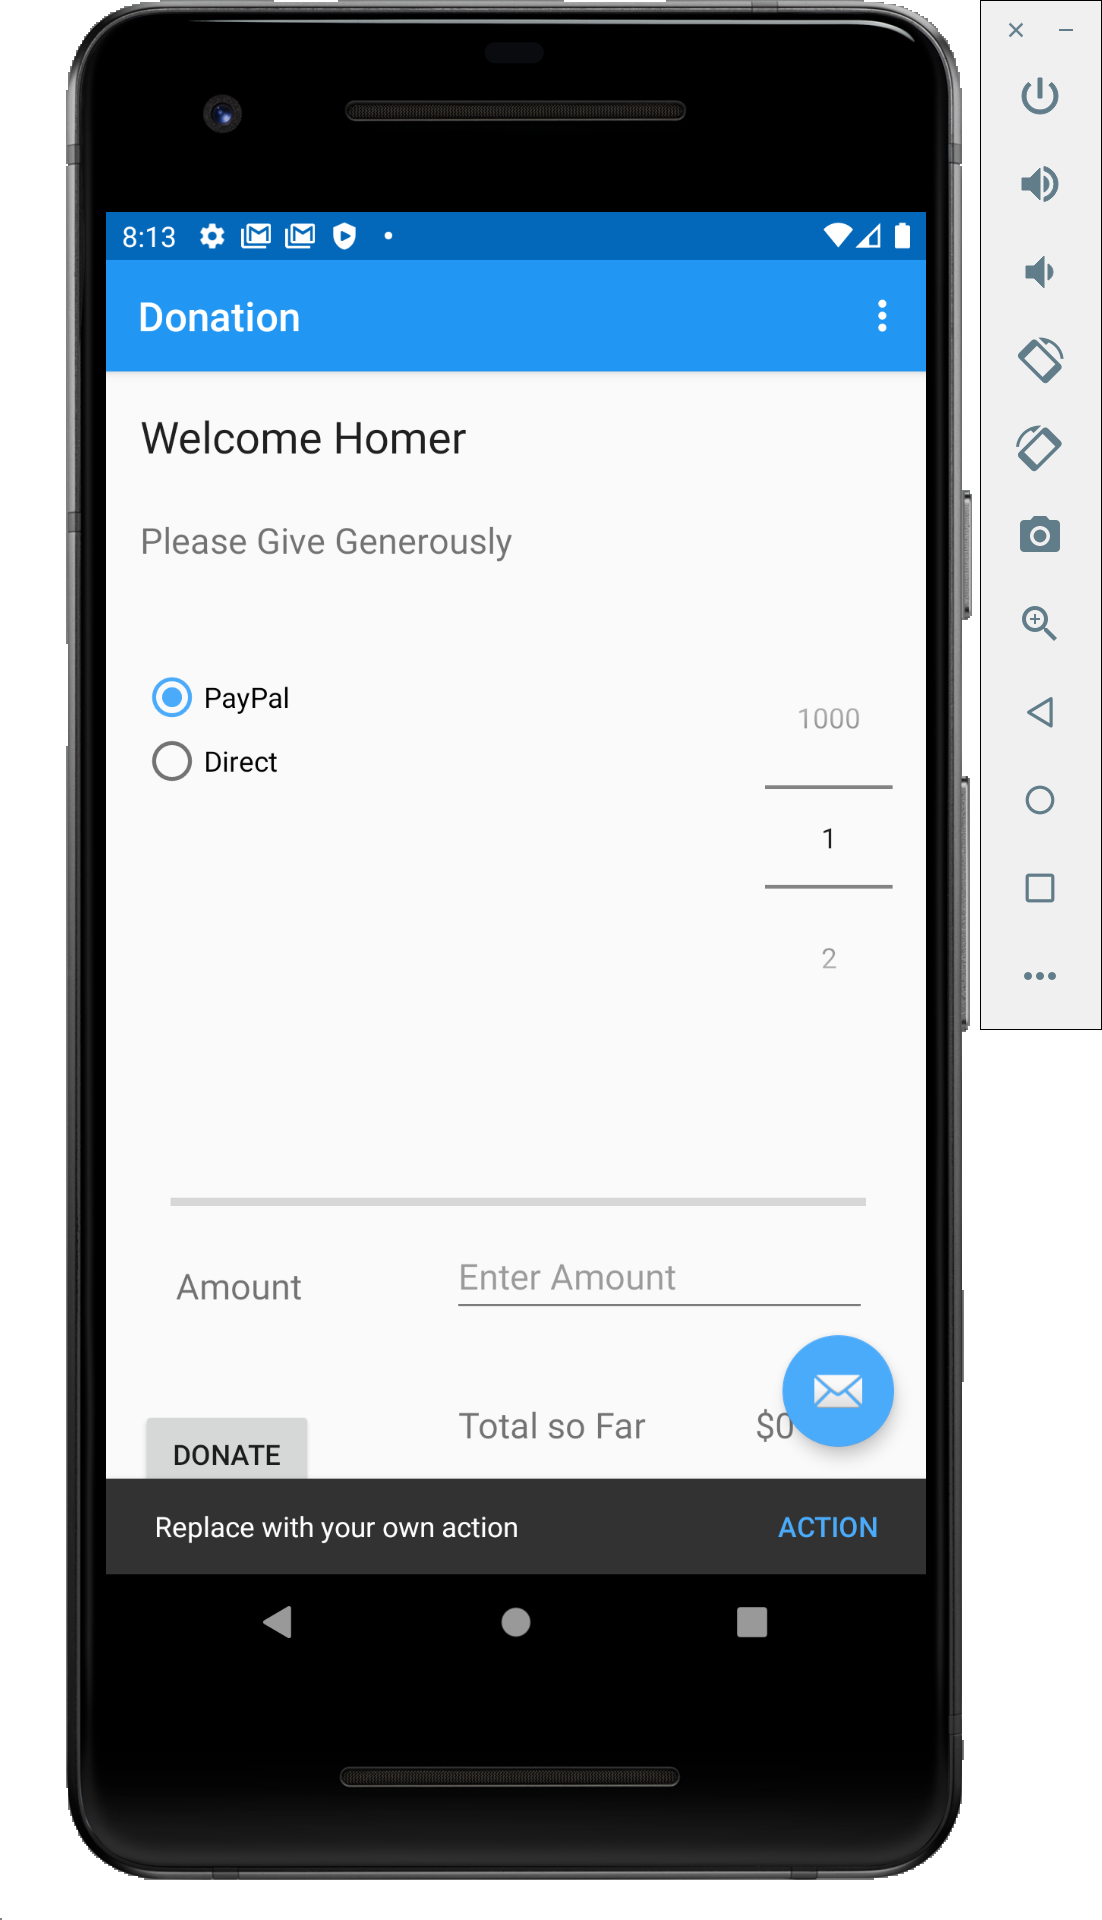 8:13
Donation
Welcome Homer
Please Give Generously
PayPal
Direct
1000
1
2
Amount
Enter Amount
Total so Far
$0
DONATE
Replace with your own action
ACTION